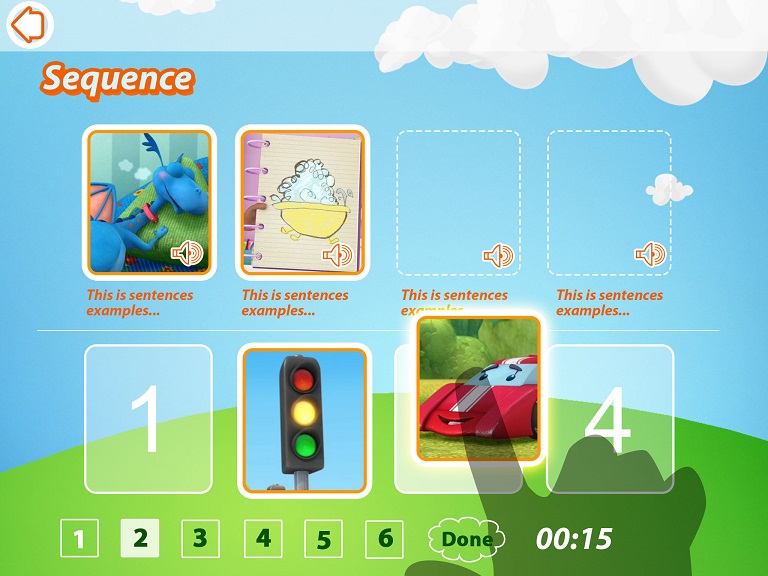 Sequence
This is sentences
examples...
This is sentences
examples...
This is sentences
examples...
This is sentences
examples...
1
4
1
2
3
4
5
6
Done
00:15